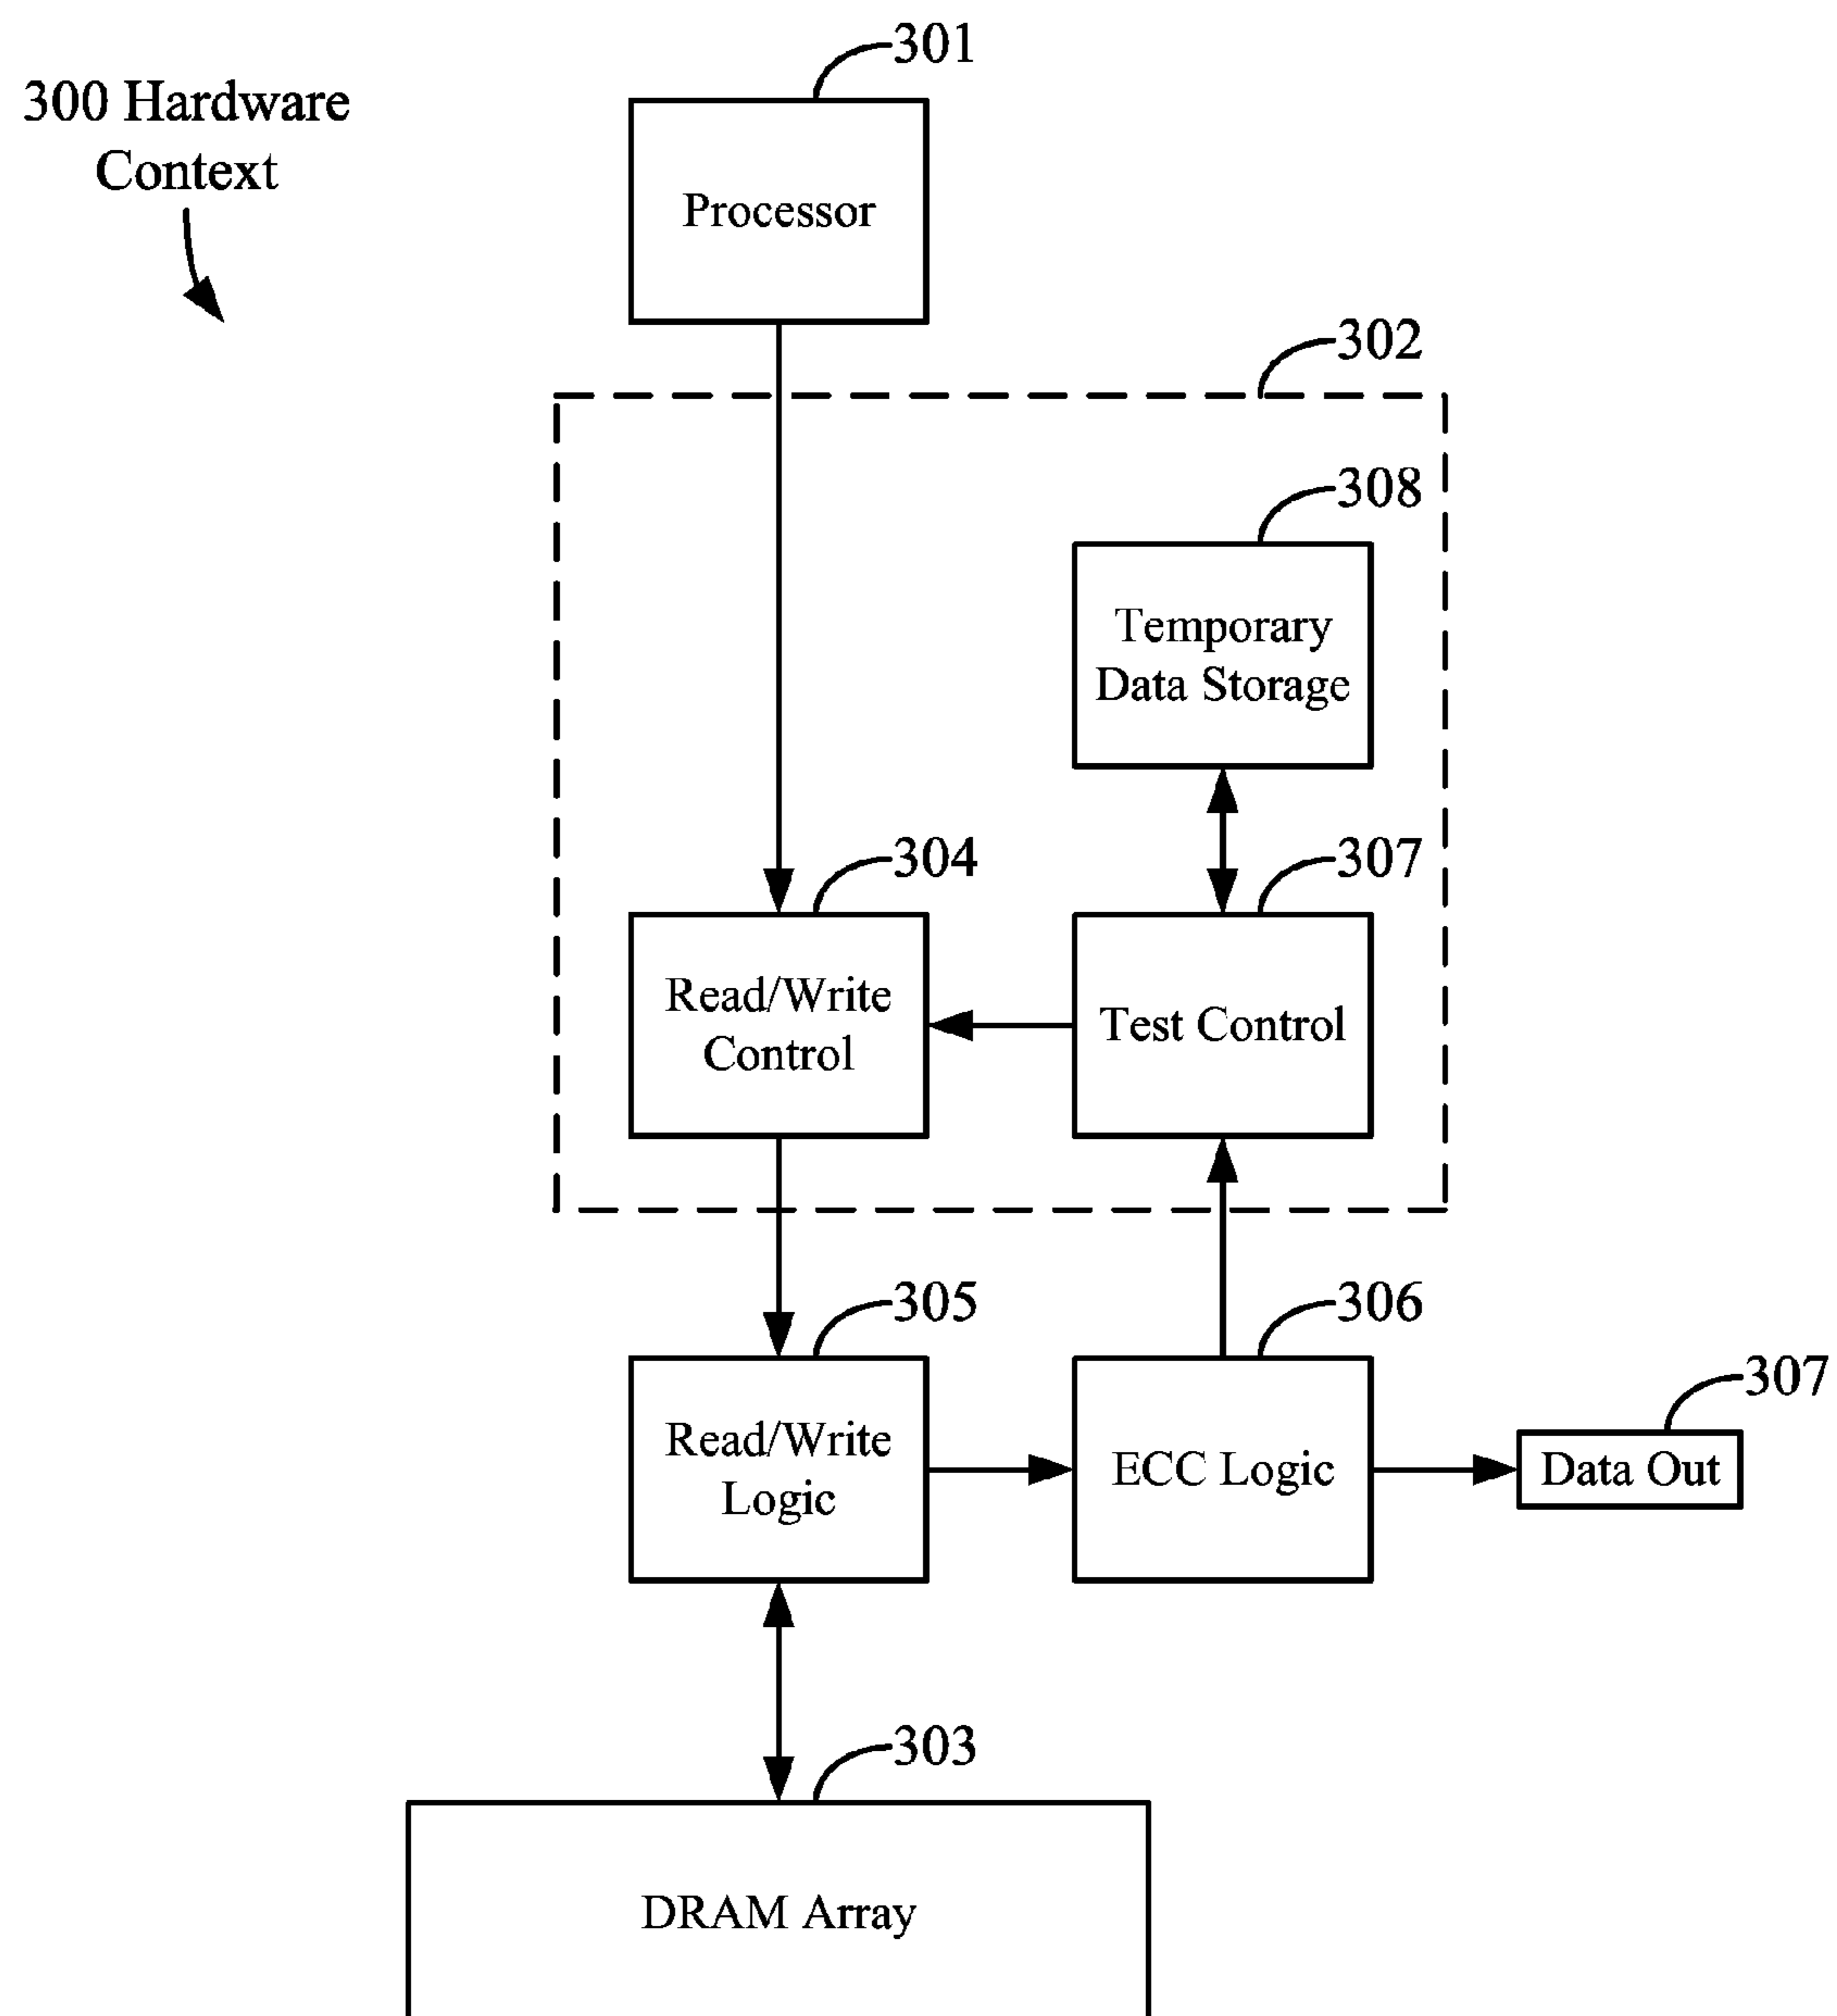 301
300 Hardware
Context
Processor
302
308
Temporary
Data Storage
304
307
Read/Write
Control
Test Control
305
306
307
Read/Write
Logic
ECC Logic
Data Out
303
DRAM Array